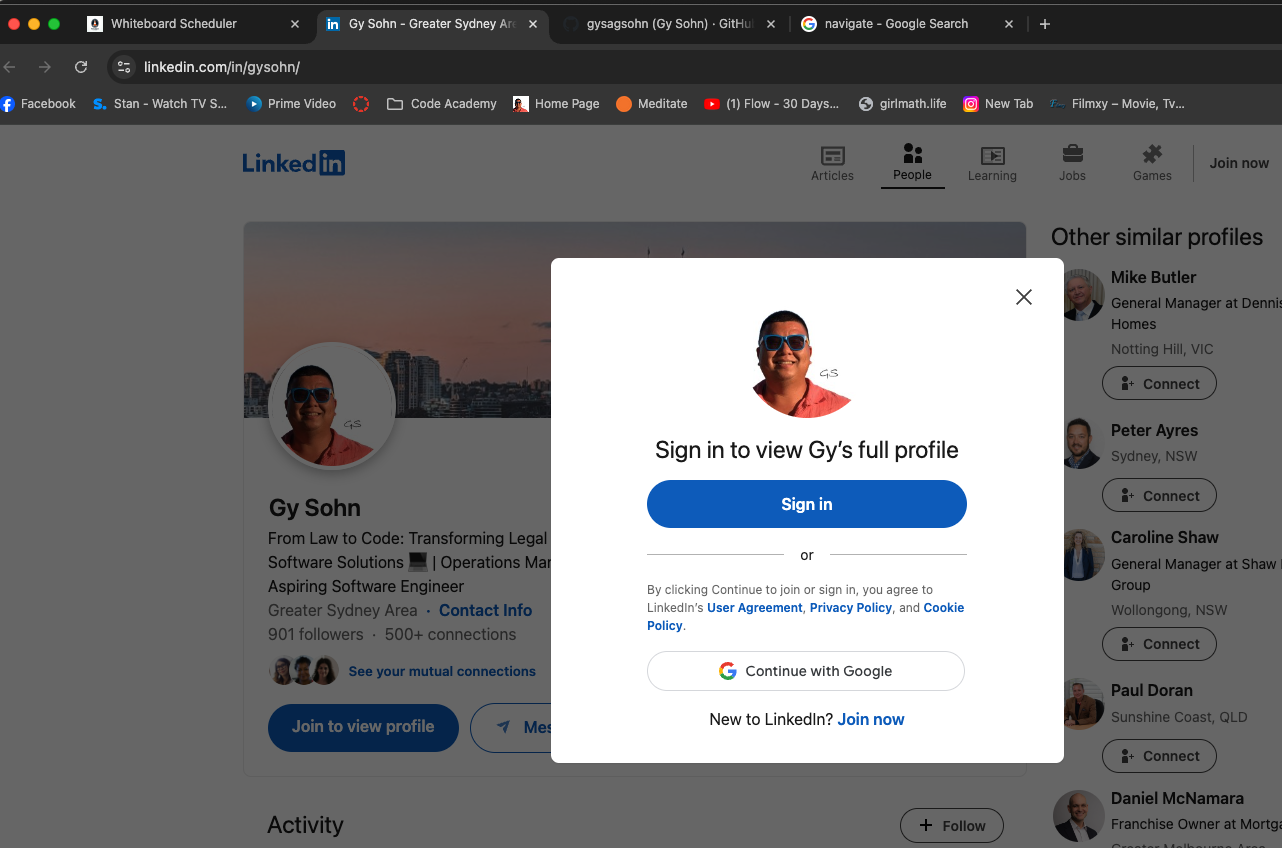 Whiteboard Scheduler
Gy Sohn - Greater Sydney Are
gysagsohn (Gy Sohn) · GitHu
navigate - Google Search
linkedin.com/in/gysohn/
Facebook
Stan - Watch TV S...
Prime Video
Code Academy
Home Page
Meditate
(1) Flow - 30 Days...
girlmath.life
New Tab
Filmxy – Movie, Tv...
Linkedin
Articles
People
Learning
Jobs
Games
Join now
Gy Sohn
From Law to Code: Transforming Legal
Software Solutions | Operations Mar
Aspiring Software Engineer
Greater Sydney Area · Contact Info
901 followers · 500+ connections
See your mutual connections
Join to view profile
Mes
Activity
Follow
GS
Sign in to view Gy’s full profile
Sign in
or
By clicking Continue to join or sign in, you agree to
LinkedIn’s User Agreement, Privacy Policy, and Cookie
Policy.
Continue with Google
New to LinkedIn? Join now
Other similar profiles
Mike Butler
General Manager at Dennis
Homes
Notting Hill, VIC
Connect
Peter Ayres
Sydney, NSW
Connect
Caroline Shaw
General Manager at Shaw
Group
Wollongong, NSW
Connect
Paul Doran
Sunshine Coast, QLD
Connect
Daniel McNamara
Franchise Owner at Mortga